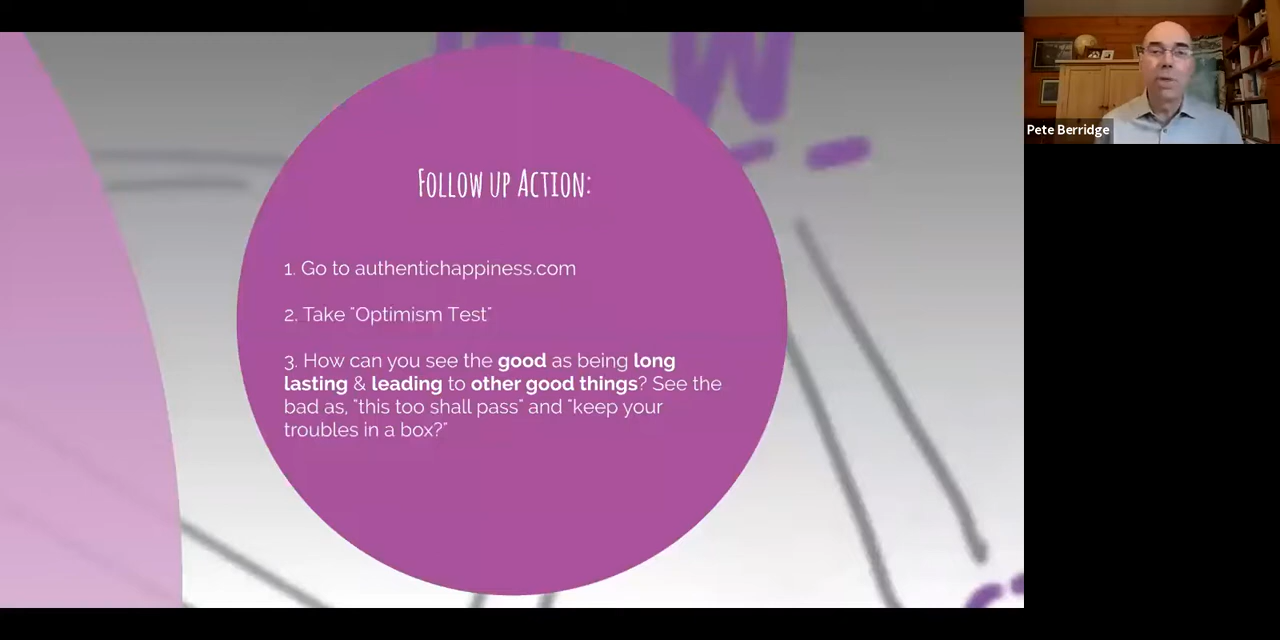 Pete Berridge
Follow up Action:
1. Go to authentichappiness.com
2. Take "Optimism Test"
3. How can you see the good as being long
lasting & leading to other good things? See the
bad as, "this too shall pass" and "keep your
troubles in a box?"